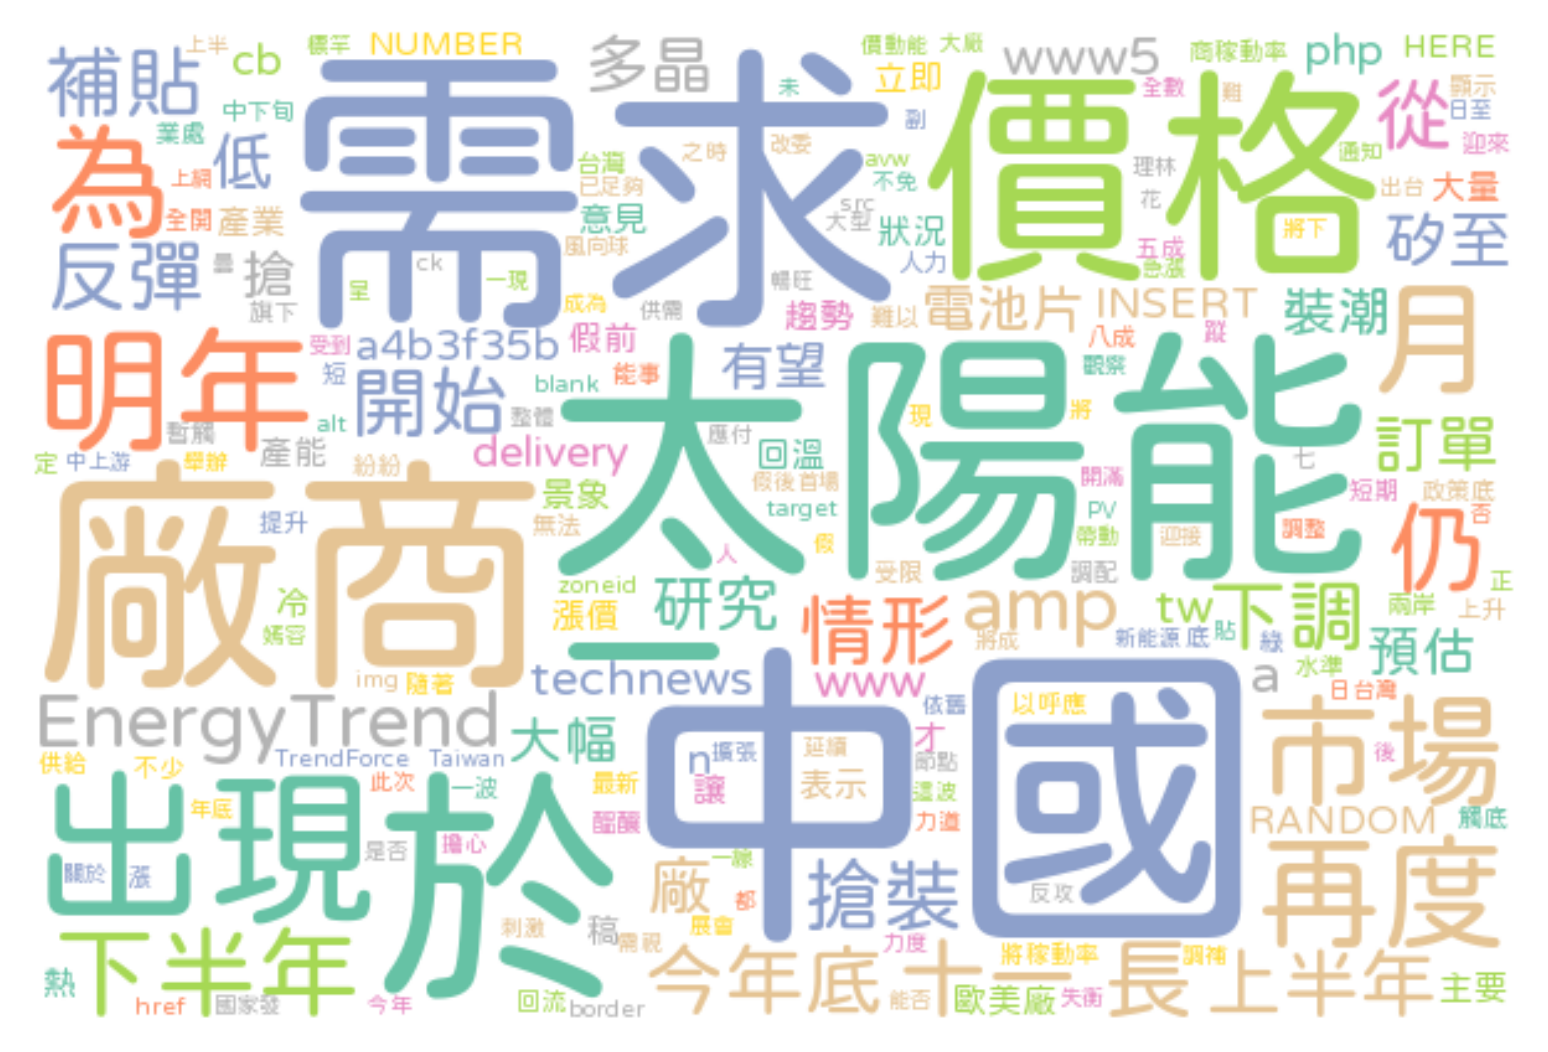 上半
cb
價竿
NUMBER
多晶
價動能
大廠
立即
www5
商稼動率
php
HERE
補貼
中下旬
需求
未
副
價格
全數
難
從
顯示
日至
迎來
為
業處
低
上網
全開
產業
台灣
已足夠
意見
風向球
之時
改委
avw
不免
src
大型
狀況
人力
理林
花
五成
急漲
通知
出台
大量
將下
矽至
反彈
搶
旗下
ck
呈
一現
成為
供需
暢旺
趨勢
難以
電池片
INSERT
八成
蹤
觀察
裝潮
月
明年
受到
a4b3f35b
假前
短
開始
blank
能事
有望
太陽能
現
將
alt
整體
暫觸
產能
delivery
應付
回溫
七
訂單
定
中上游
舉辦
紛紛
景象
假後首場
開滿
短期
政策底
廠商
提升
無法
target
PV
帶動
迎接
調整
否
仍
人
假
受限
調配
冷
zoneid
漲價
研究
情形
amp
tw
下調
兩岸
正
上升
將成
新能源
底
貼
綠
預估
水準
img
隨著
一
technews
www
a
日台灣
EnergyTrend
大幅
中國
依舊
以呼應
市場
後
供給
不少
TrendForce
Taiwan
n
擴張
延續
才
節點
讓
表示
這波
力道
此次
一波
最新
RANDOM
觸底
出現於
年底
是否
擔心
醞釀
關於
漲
廠
一線
都
搶裝
反攻
再度
展會
力度
刺激
稿
需視
下半年
熱
href
國家發
今年
回流
border
今年底
能否
十一
將稼動率
歐美廠
失衡
長
調補
上半年
主要